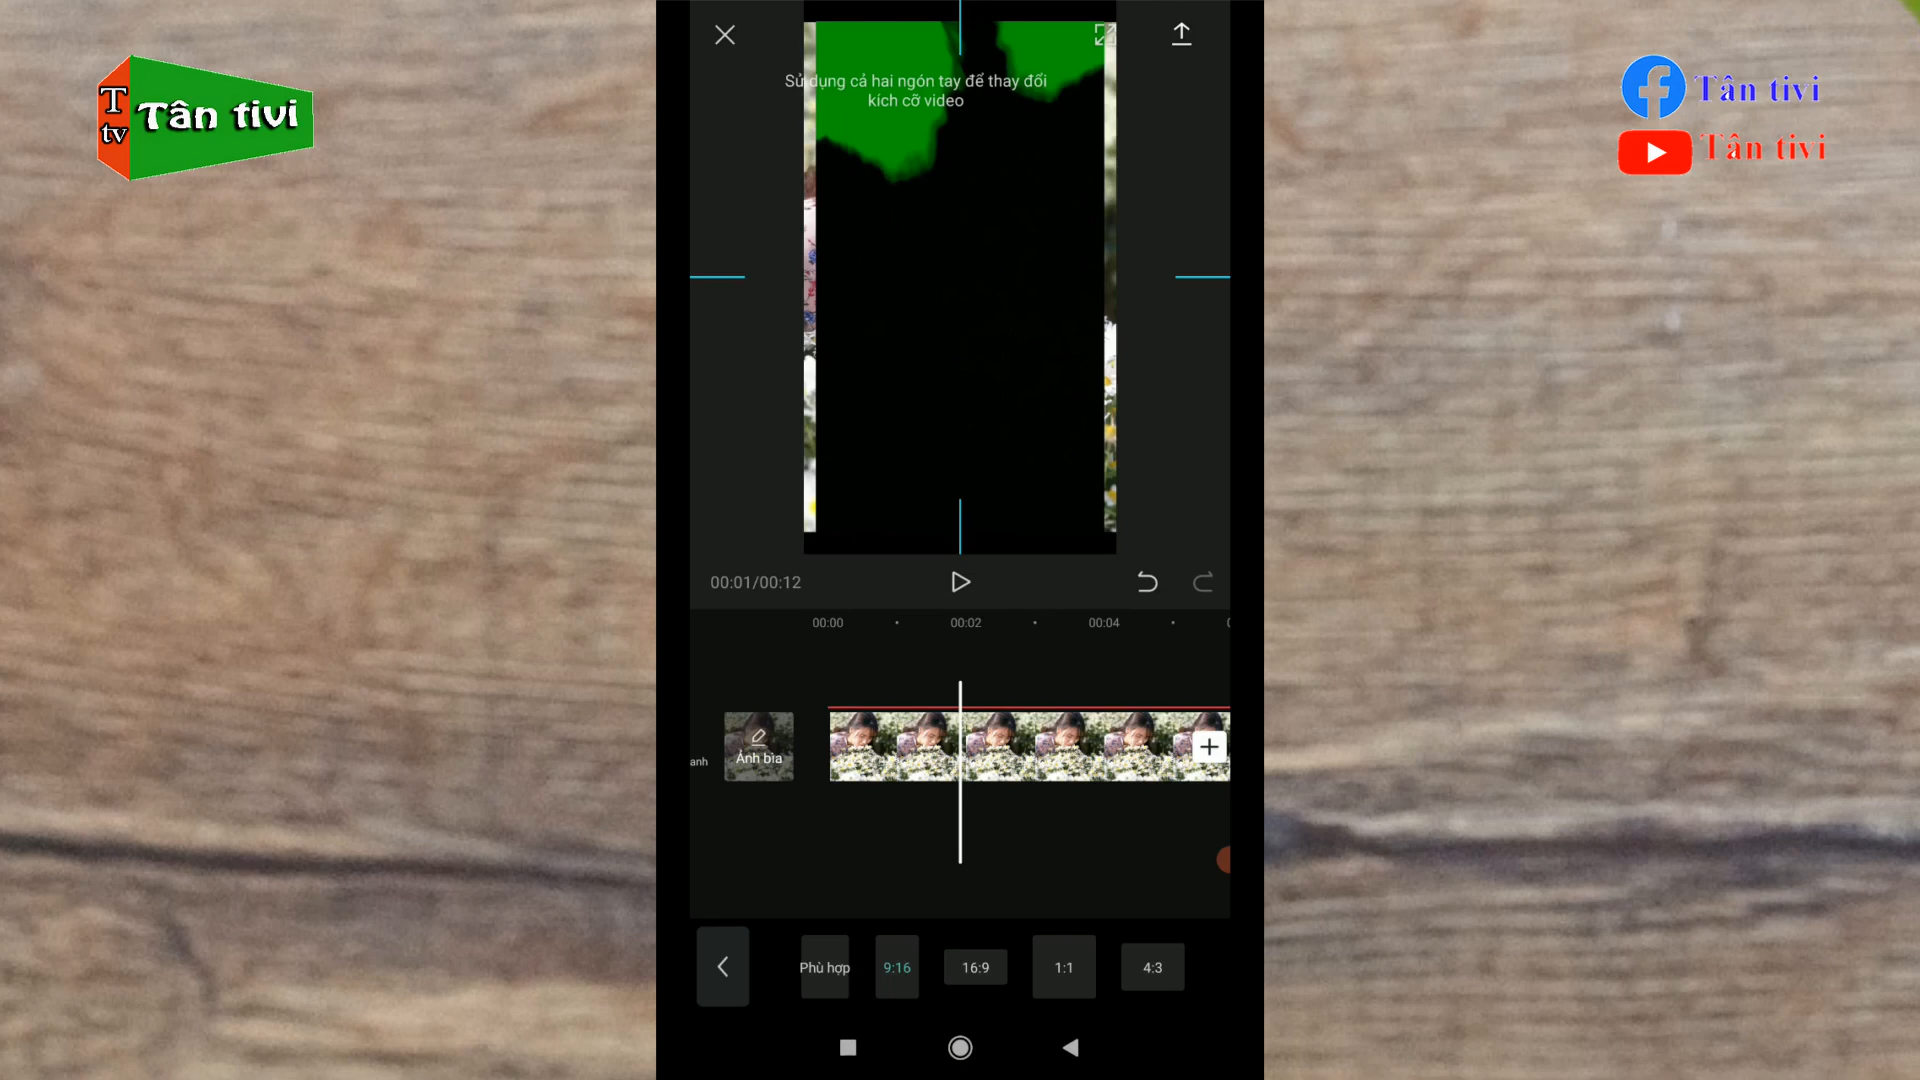 T
tv
Tân tivi
Tân tivi
Tân tivi
Sử dụng cả hai ngón tay để thay đổi
kích cỡ video
00:01/00:12
00:00
00:02
00:04
anh
Ảnh bìa
Phù hợp
9:16
16:9
1:1
4:3